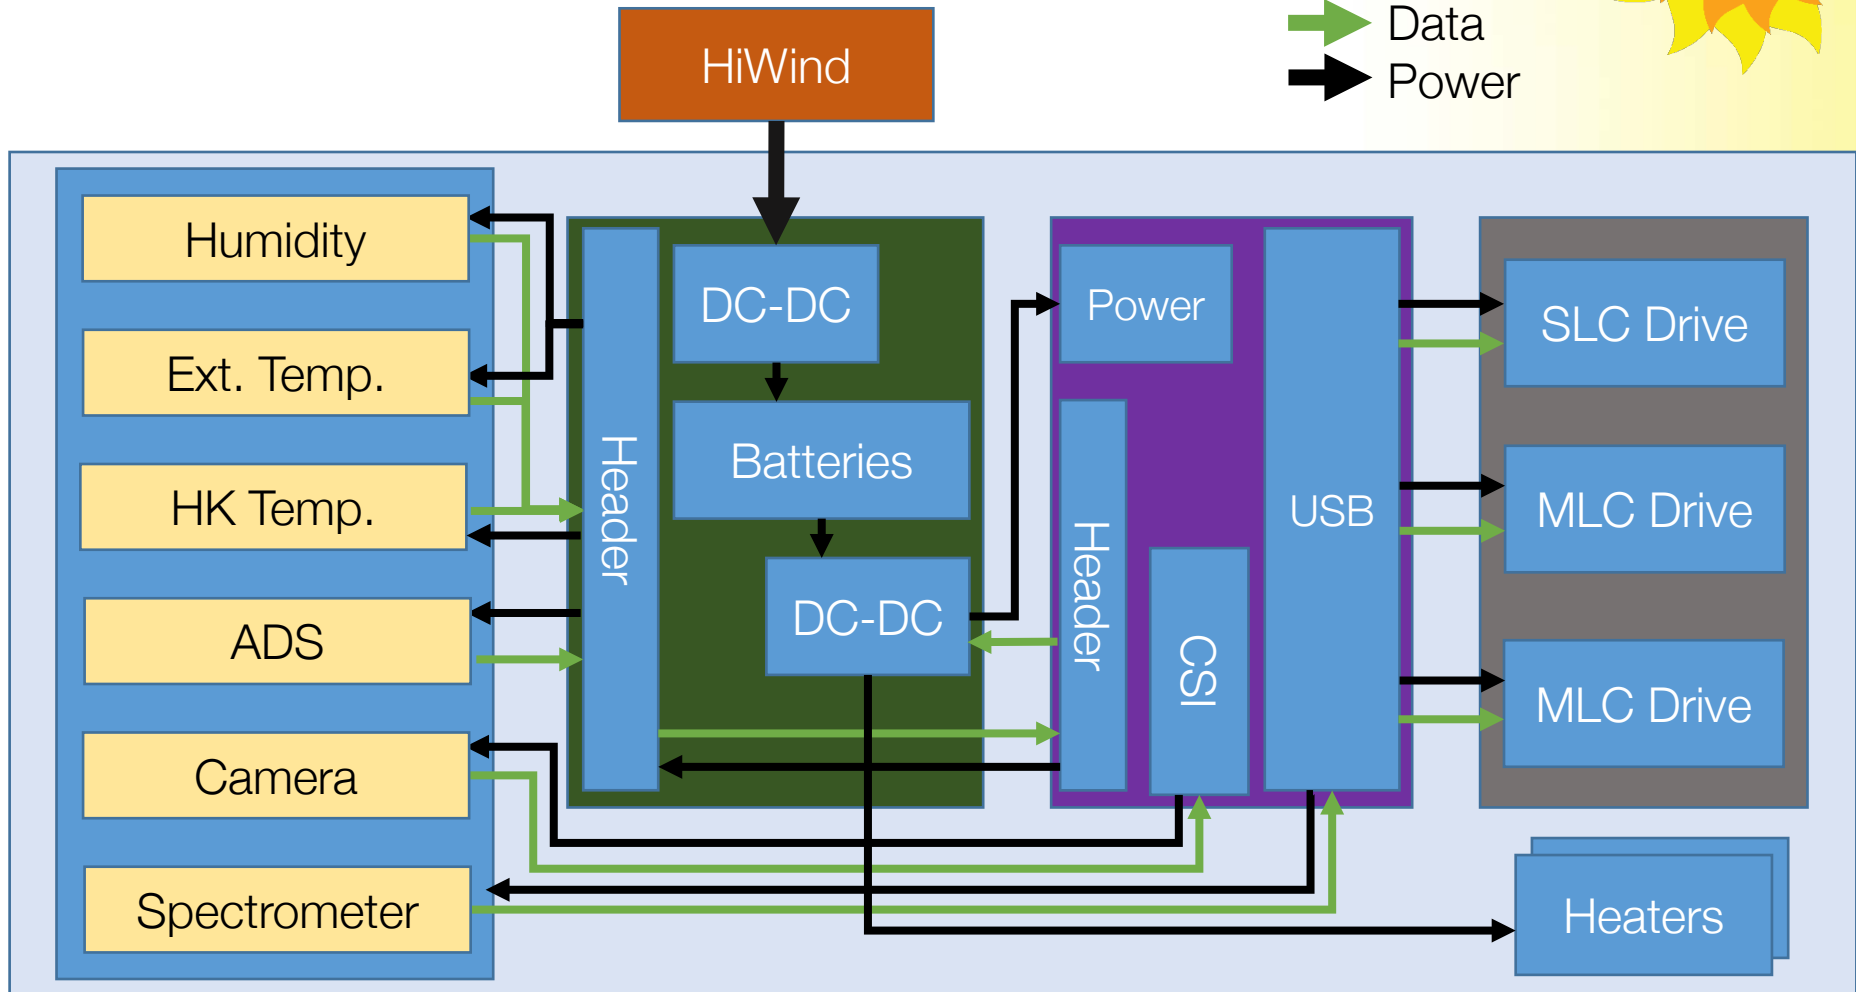 Data
Power
HiWind
Humidity
Ext. Temp.
HK Temp.
ADS
Camera
Spectrometer
Header
DC-DC
Batteries
DC-DC
Power
Header
CSI
USB
SLC Drive
MLC Drive
MLC Drive
Heaters